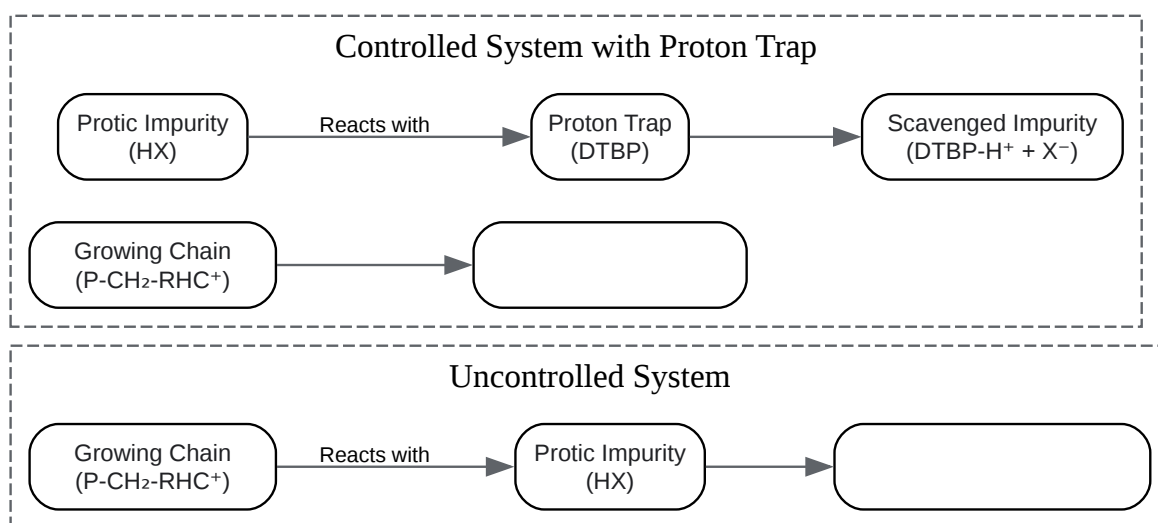 Controlled System with Proton Trap
Protic Impurity
(HX)
Reacts with
Proton Trap
(DTBP)
Scavenged Impurity
(DTBP-H⁺ + X⁻)
Growing Chain
(P-CH₂-RHC⁺)
Uncontrolled System
Growing Chain
(P-CH₂-RHC⁺)
Reacts with
Protic Impurity
(HX)